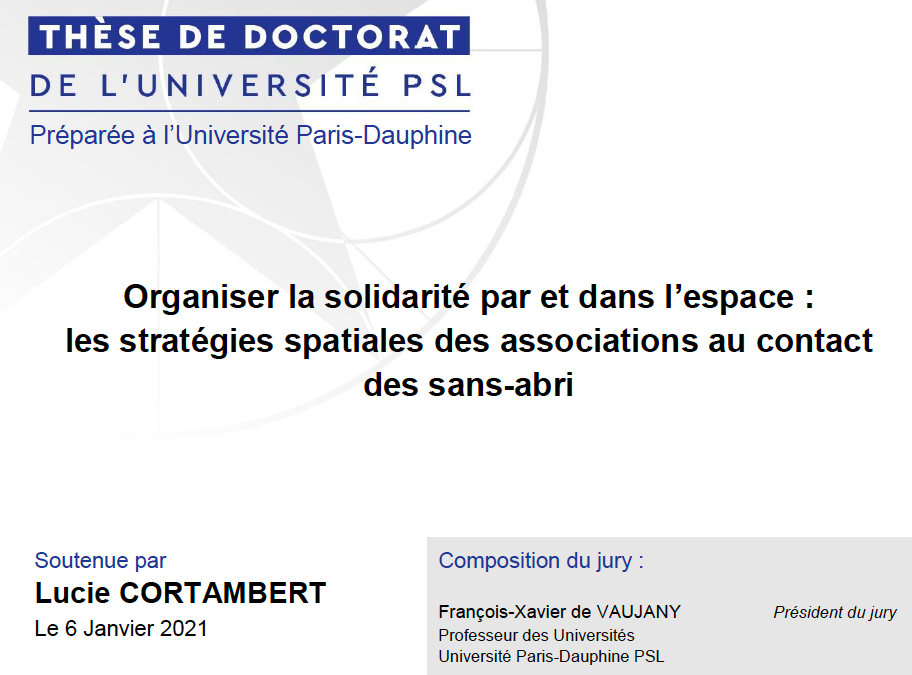 THÈSE DE DOCTORAT
DE L'UNIVERSITÉ PSL
Préparée à l'Université Paris-Dauphine
Organiser la solidarité par et dans l'espace :
les stratégies spatiales des associations au contact
des sans-abri
Soutenue par
Lucie CORTAMBERT
Le 6 Janvier 2021
Composition du jury :
François-Xavier de VAUJANY Président du jury
Professeur des Universités
Université Paris-Dauphine PSL